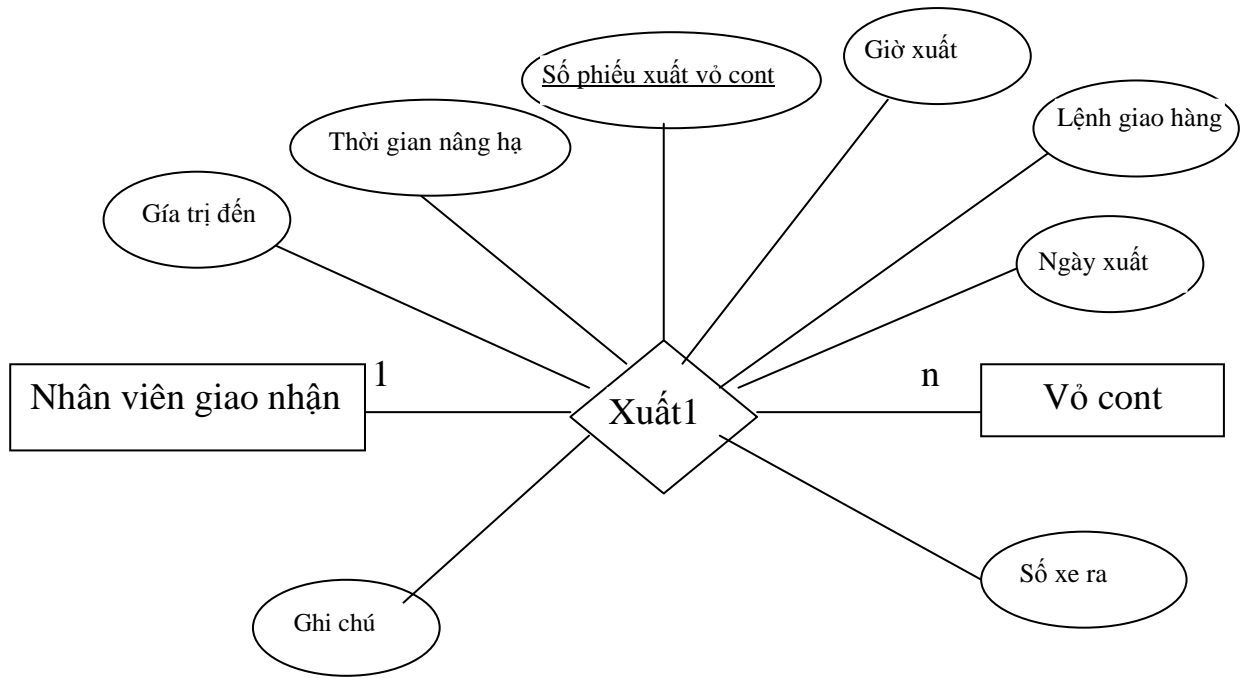 Giờ xuất
Số phiếu xuất vỏ cont
Lệnh giao hàng
Thời gian nâng hạ
Gía trị đến
Ngày xuất
1
n
Nhân viên giao nhận
Xuất1
Vỏ cont
Số xe ra
Ghi chú